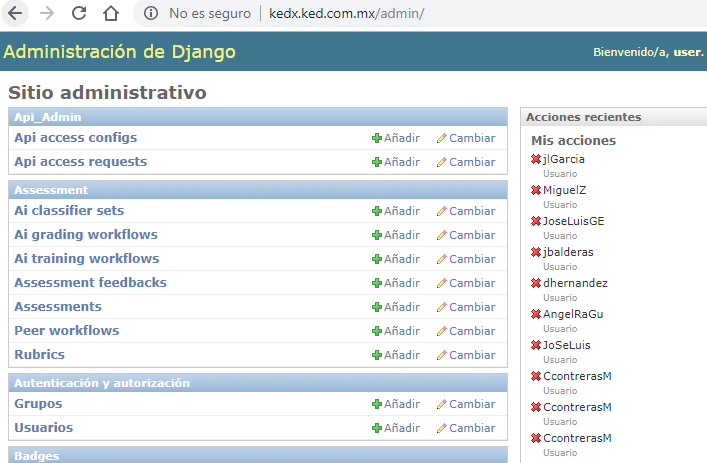 No es seguro | kedx.ked.com.mx/admin/
Administración de Django
Bienvenido/a, user.
Sitio administrativo
Api_Admin
Api access configs Añadir Cambiar
Api access requests Añadir Cambiar
Assessment
Ai classifier sets Añadir Cambiar
Ai grading workflows Añadir Cambiar
Ai training workflows Añadir Cambiar
Assessment feedbacks Añadir Cambiar
Assessments Añadir Cambiar
Peer workflows Añadir Cambiar
Rubrics Añadir Cambiar
Autenticación y autorización
Grupos Añadir Cambiar
Usuarios Añadir Cambiar
Badges
Acciones recientes
Mis acciones
jlGarcia
Usuario
MiguelZ
Usuario
JoseLuisGE
Usuario
jbalderas
Usuario
dhernandez
Usuario
AngelRaGu
Usuario
JoSeLuis
Usuario
CcontrerasM
Usuario
CcontrerasM
Usuario
CcontrerasM
Usuario